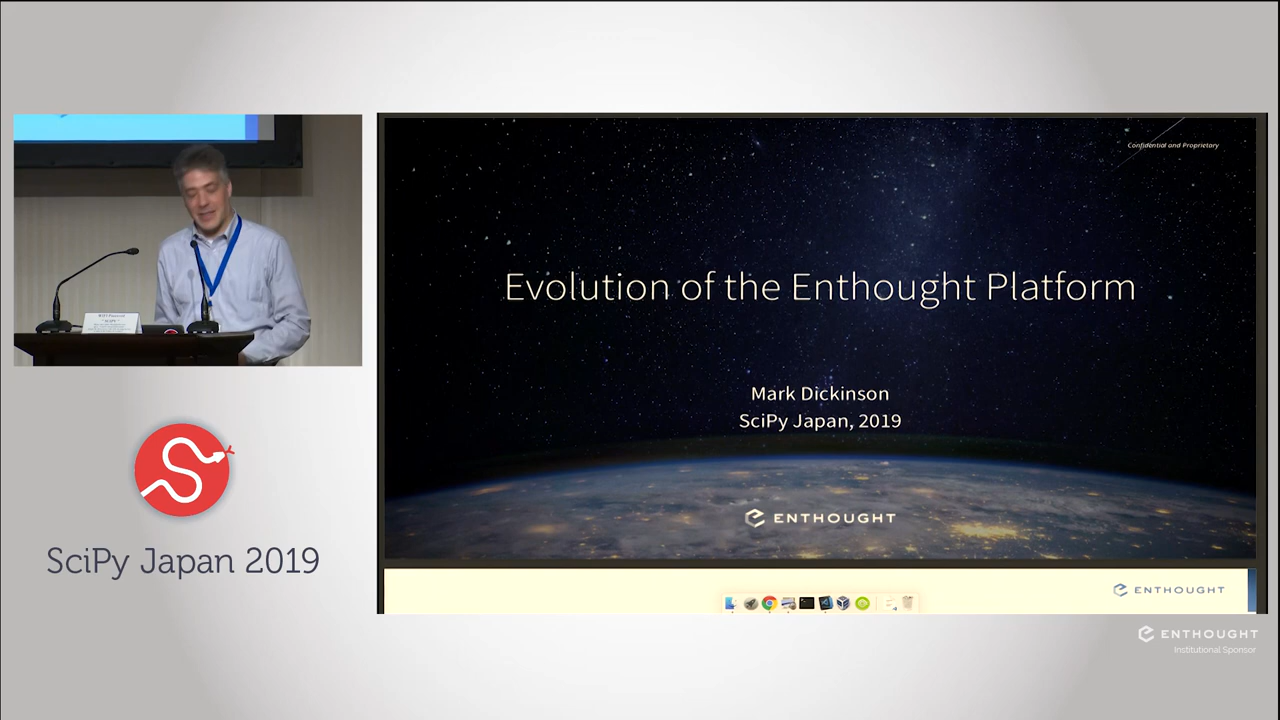 Confidential and Proprietary
Evolution of the Enthought Platform
Mark Dickinson
SciPy Japan, 2019
ENTHOUGHT
ENTHOUGHT
SciPy Japan 2019
ENTHOUGHT
Institutional Sponsor